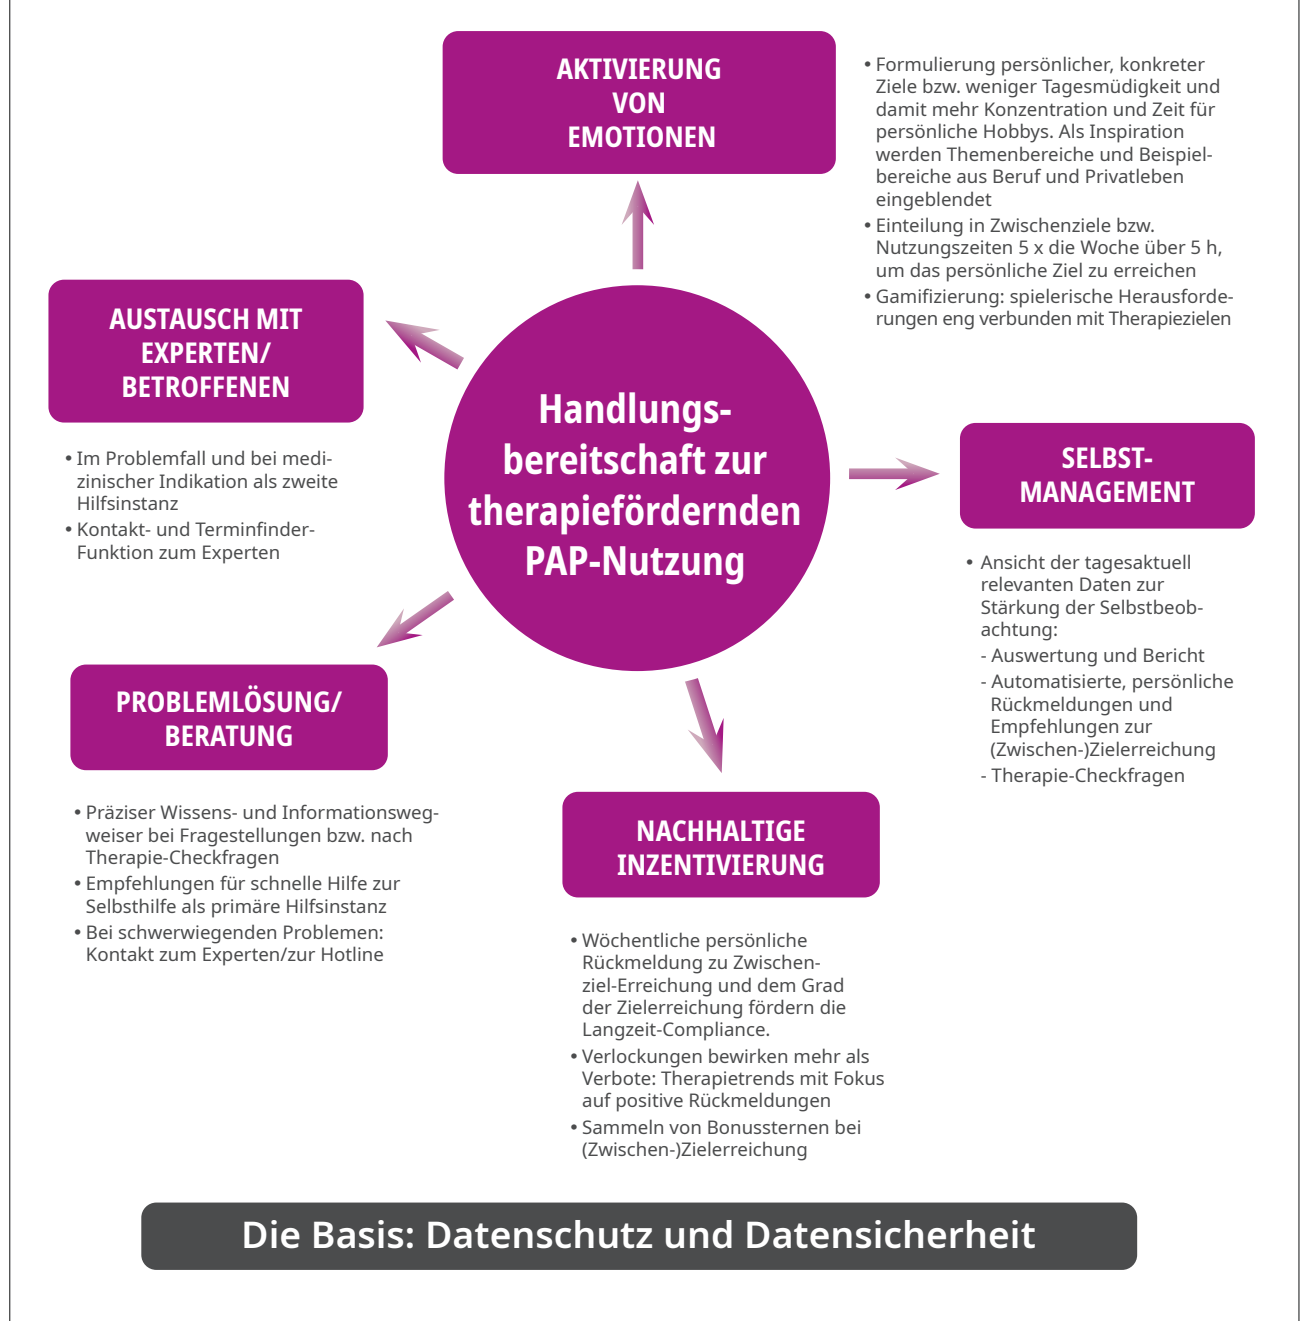 AKTIVIERUNG
VON
EMOTIONEN
• Formulierung persönlicher, konkreter
Ziele bzw. weniger Tagesmüdigkeit und
damit mehr Konzentration und Zeit für
persönliche Hobbys. Als Inspiration
werden Themenbereiche und Beispiel-
bereiche aus Beruf und Privatleben
eingeblendet
• Einteilung in Zwischenziele bzw.
Nutzungszeiten 5 x die Woche über 5 h,
um das persönliche Ziel zu erreichen
• Gamifizierung: spielerische Herausforde-
rungen eng verbunden mit Therapiezielen
AUSTAUSCH MIT
EXPERTEN/
BETROFFENEN
• Im Problemfall und bei medi-
zinischer Indikation als zweite
Hilfsinstanz
• Kontakt- und Terminfinder-
Funktion zum Experten
Handlungs-
bereitschaft zur
therapiefördernden
PAP-Nutzung
SELBST-
MANAGEMENT
• Ansicht der tagesaktuell
relevanten Daten zur
Stärkung der Selbstbeob-
achtung:
- Auswertung und Bericht
- Automatisierte, persönliche
Rückmeldungen und
Empfehlungen zur
(Zwischen-)Zielerreichung
- Therapie-Checkfragen
PROBLEMLÖSUNG/
BERATUNG
• Präziser Wissens- und Informationsweg-
weiser bei Fragestellungen bzw. nach
Therapie-Checkfragen
• Empfehlungen für schnelle Hilfe zur
Selbsthilfe als primäre Hilfsinstanz
• Bei schwerwiegenden Problemen:
Kontakt zum Experten/zur Hotline
NACHHALTIGE
INZENTIVIERUNG
• Wöchentliche persönliche
Rückmeldung zu Zwischen-
ziel-Erreichung und dem Grad
der Zielerreichung fördern die
Langzeit-Compliance.
• Verlockungen bewirken mehr als
Verbote: Therapietrends mit Fokus
auf positive Rückmeldungen
• Sammeln von Bonussternen bei
(Zwischen-)Zielerreichung
Die Basis: Datenschutz und Datensicherheit